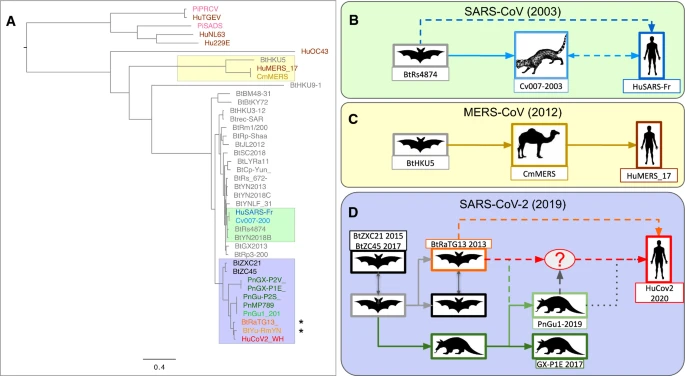 A
PiPRCV
HuTGEV
PiSADS
HuNL63
Hu229E
HuOC43
BtHKU5
HuMERS_17
CmMERS
BtHKU9-1
BtBM48-31
BtBtKY72
BtHKU3-12
Btrec-SAR
BtRm1/200
BtRp-Shaa
BtJL2012
BtSC2018
BtLYRa11
BtCp-Yun_
BtRs_672-
BtYN2013
BtYN2018B
BtYNLF_31
HuSARS-Fr
Cv007-200
BtRs4874
BtYN2018B
BtGX2013
BtRp3-200
BtZXC21
BtZC45
PnGX-P2V_
PnGX-P1E_
PnGu-P2S_
PnMP789
PnGu1_201
BtRaTG13_ *
BtYu-RmYN_ *
HuCoV2_WH
0.4
B
SARS-CoV (2003)
BtRs4874
Cv007-2003
HuSARS-Fr
C
MERS-CoV (2012)
BtHKU5
CmMERS
HuMERS_17
D
SARS-CoV-2 (2019)
BtZXC21 2015
BtZC45 2017
BtRaTG13 2013
?
HuCov2
2020
PnGu1-2019
GX-P1E 2017